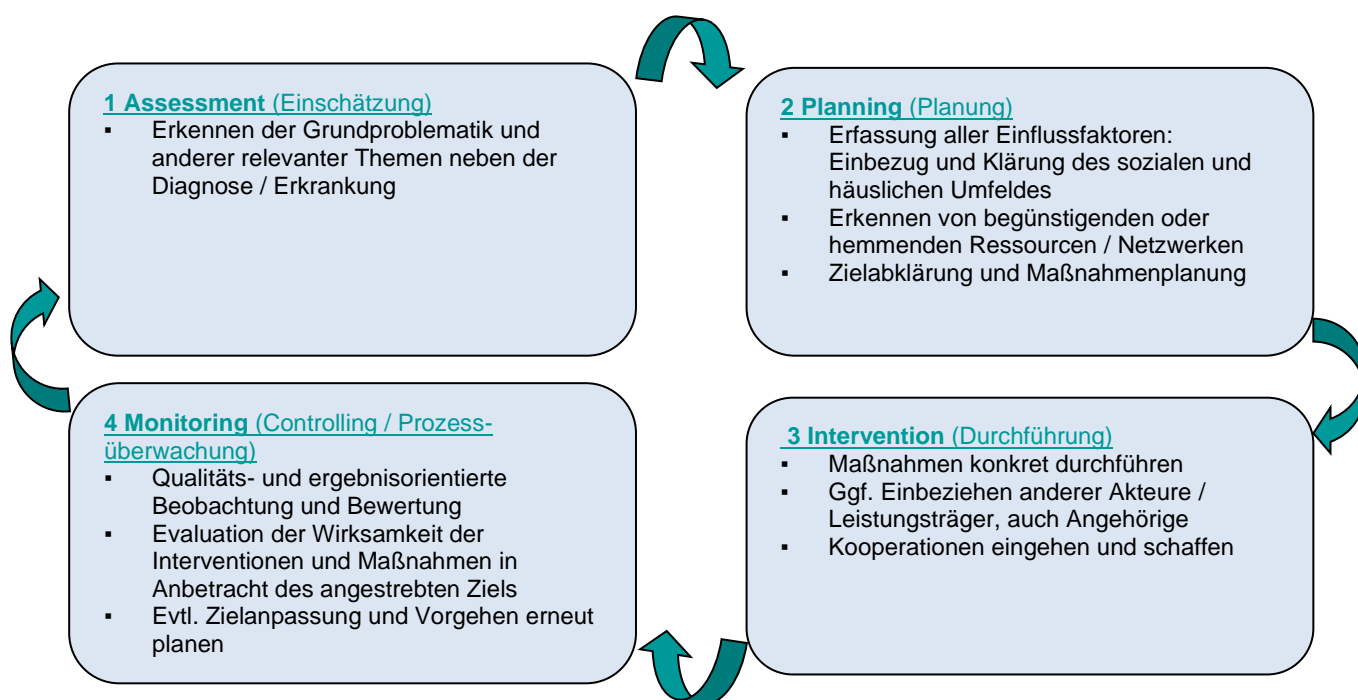 1 Assessment (Einschätzung)
▪ Erkennen der Grundproblematik und
anderer relevanter Themen neben der
Diagnose / Erkrankung
2 Planning (Planung)
▪ Erfassung aller Einflussfaktoren:
Einbezug und Klärung des sozialen und
häuslichen Umfeldes
▪ Erkennen von begünstigenden oder
hemmenden Ressourcen / Netzwerken
▪ Zielabklärung und Maßnahmenplanung
3 Intervention (Durchführung)
▪ Maßnahmen konkret durchführen
▪ Ggf. Einbeziehen anderer Akteure /
Leistungsträger, auch Angehörige
▪ Kooperationen eingehen und schaffen
4 Monitoring (Controlling / Prozess-
überwachung)
▪ Qualitäts- und ergebnisorientierte
Beobachtung und Bewertung
▪ Evaluation der Wirksamkeit der
Interventionen und Maßnahmen in
Anbetracht des angestrebten Ziels
▪ Evtl. Zielanpassung und Vorgehen erneut
planen